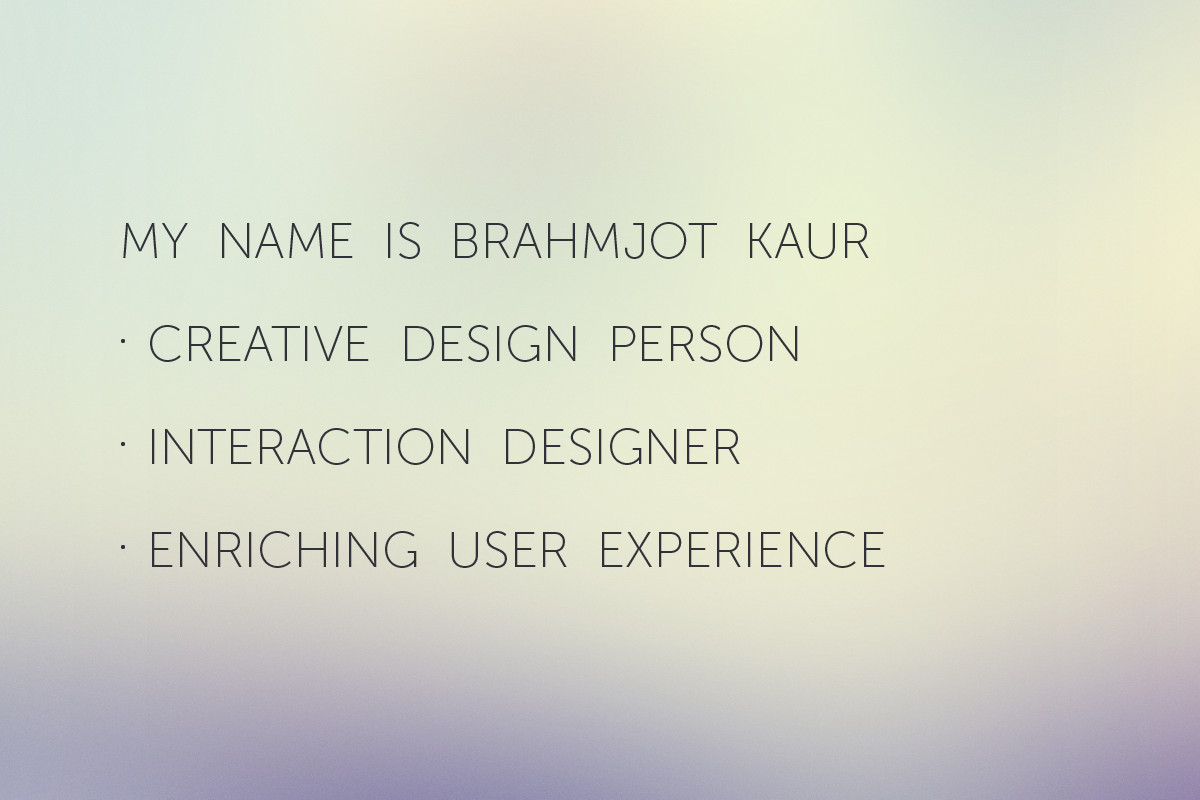 MY NAME IS BRAHMJOT KAUR
· CREATIVE DESIGN PERSON
· INTERACTION DESIGNER
· ENRICHING USER EXPERIENCE